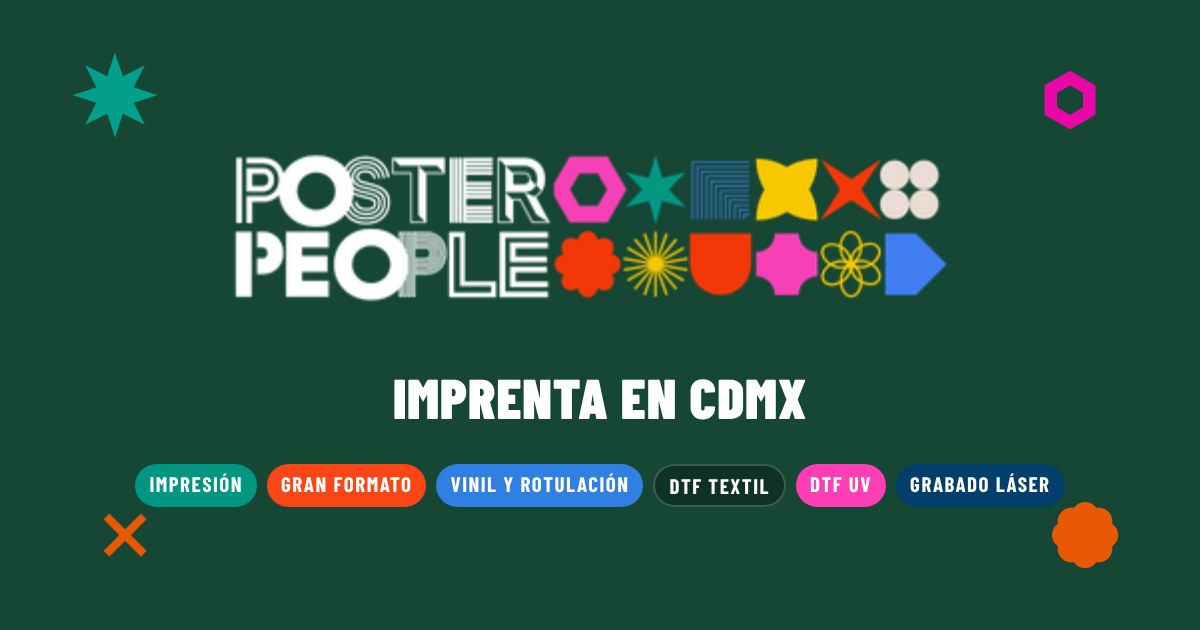 POSTER
PEOPLE
IMPRENTA EN CDMX
IMPRESIÓN GRAN FORMATO VINIL Y ROTULACIÓN DTF TEXTIL DTF UV GRABADO LÁSER